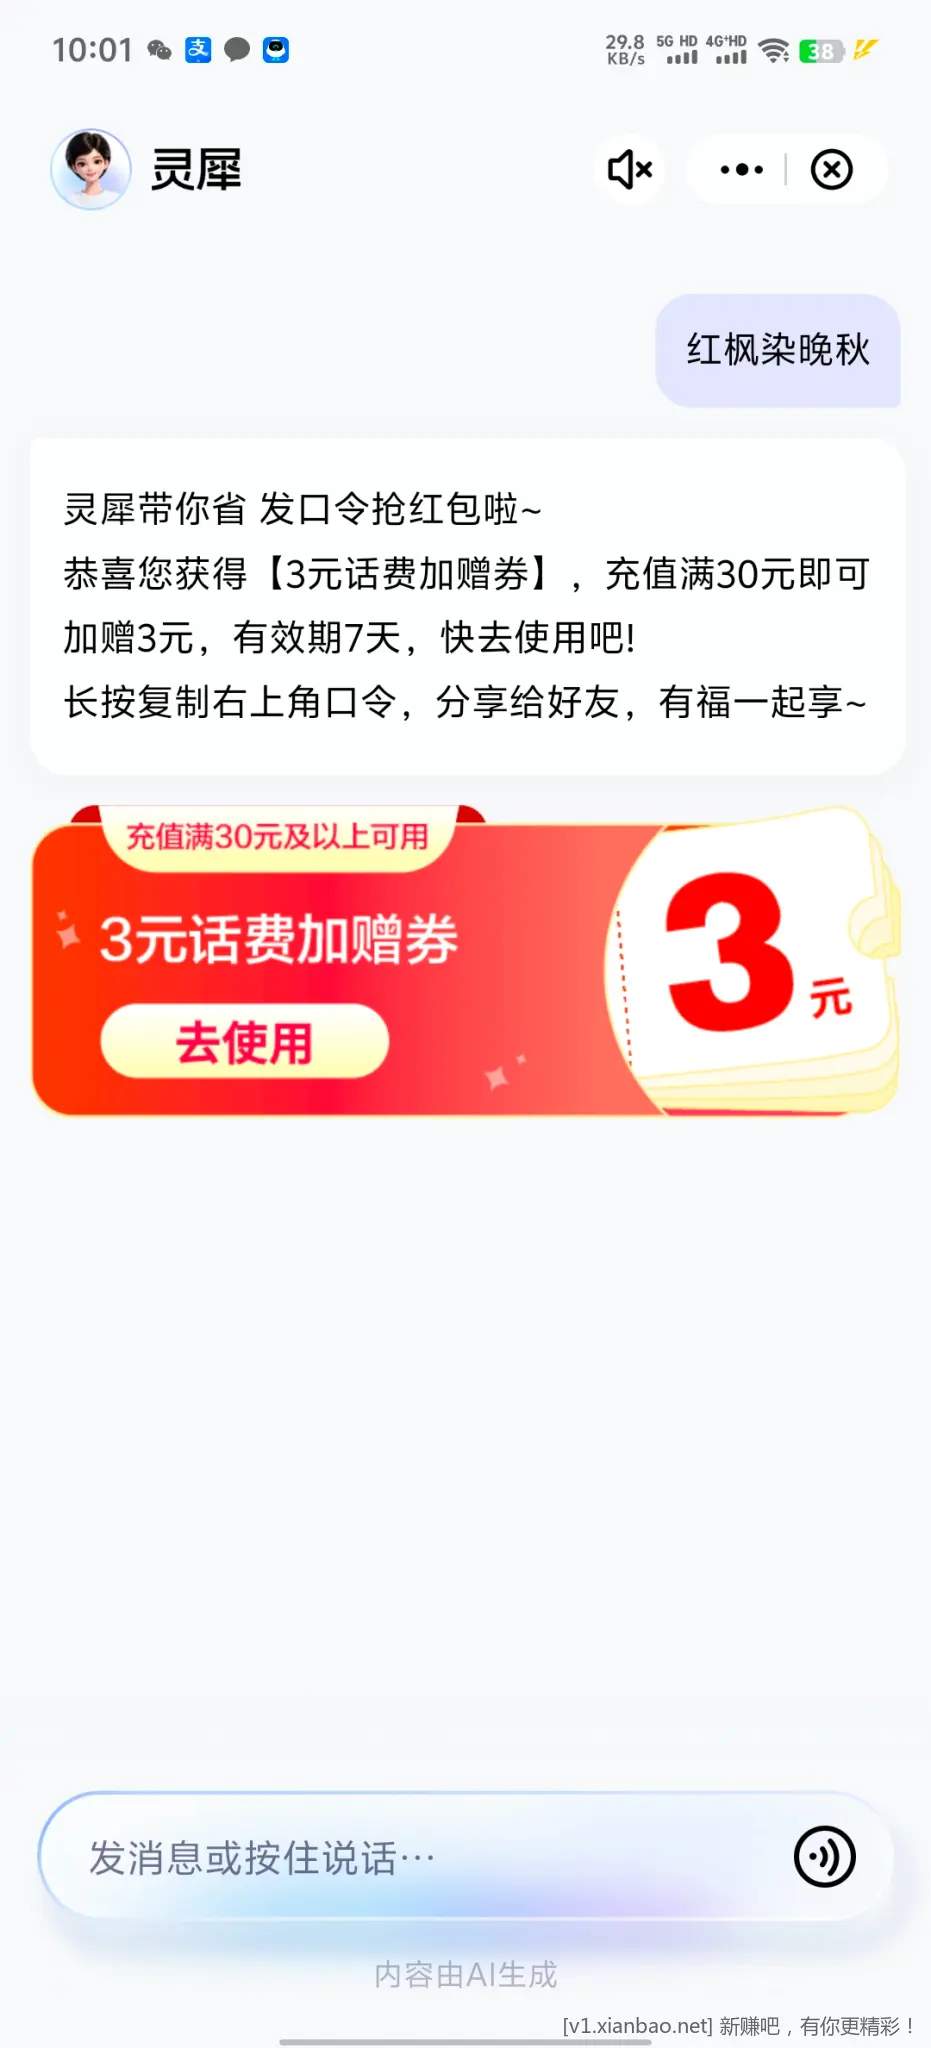 10:01
支
29.8 KB/s
5G HD 4G+HD
38
灵犀
红枫染晚秋
灵犀带你省 发口令抢红包啦~
恭喜您获得【3元话费加赠券】，充值满30元即可
加赠3元，有效期7天，快去使用吧!
长按复制右上角口令，分享给好友，有福一起享~
充值满30元及以上可用
3元话费加赠券
3元
去使用
发消息或按住说话…
内容由AI生成
[v1.xianbao.net] 新赚吧，有你更精彩！